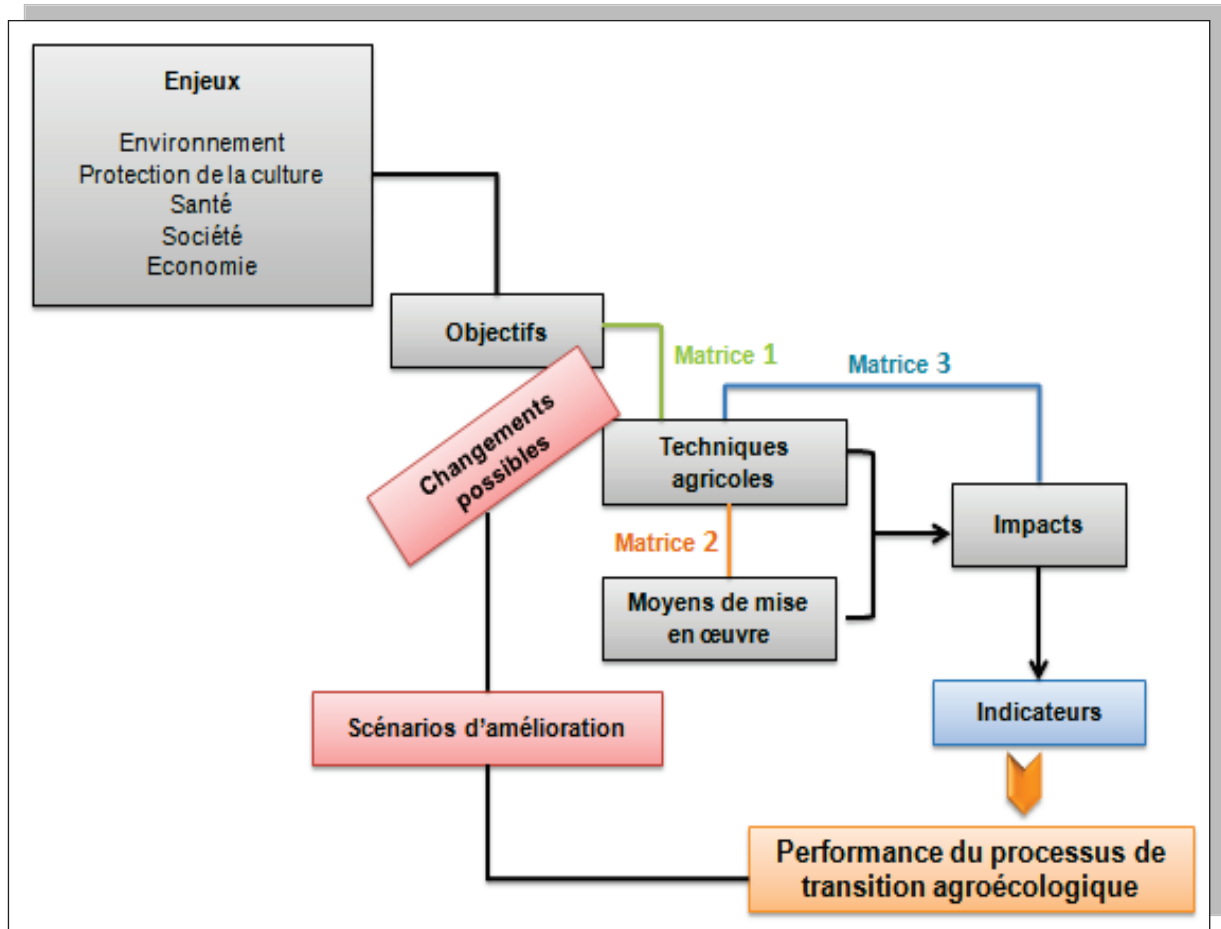 Enjeux
Environnement
Protection de la culture
Santé
Société
Economie
Objectifs
Matrice 1
Matrice 3
Changements
possibles
Techniques
agricoles
Impacts
Matrice 2
Moyens de mise
en œuvre
Scénarios d'amélioration
Indicateurs
Performance du processus de
transition agroécologique